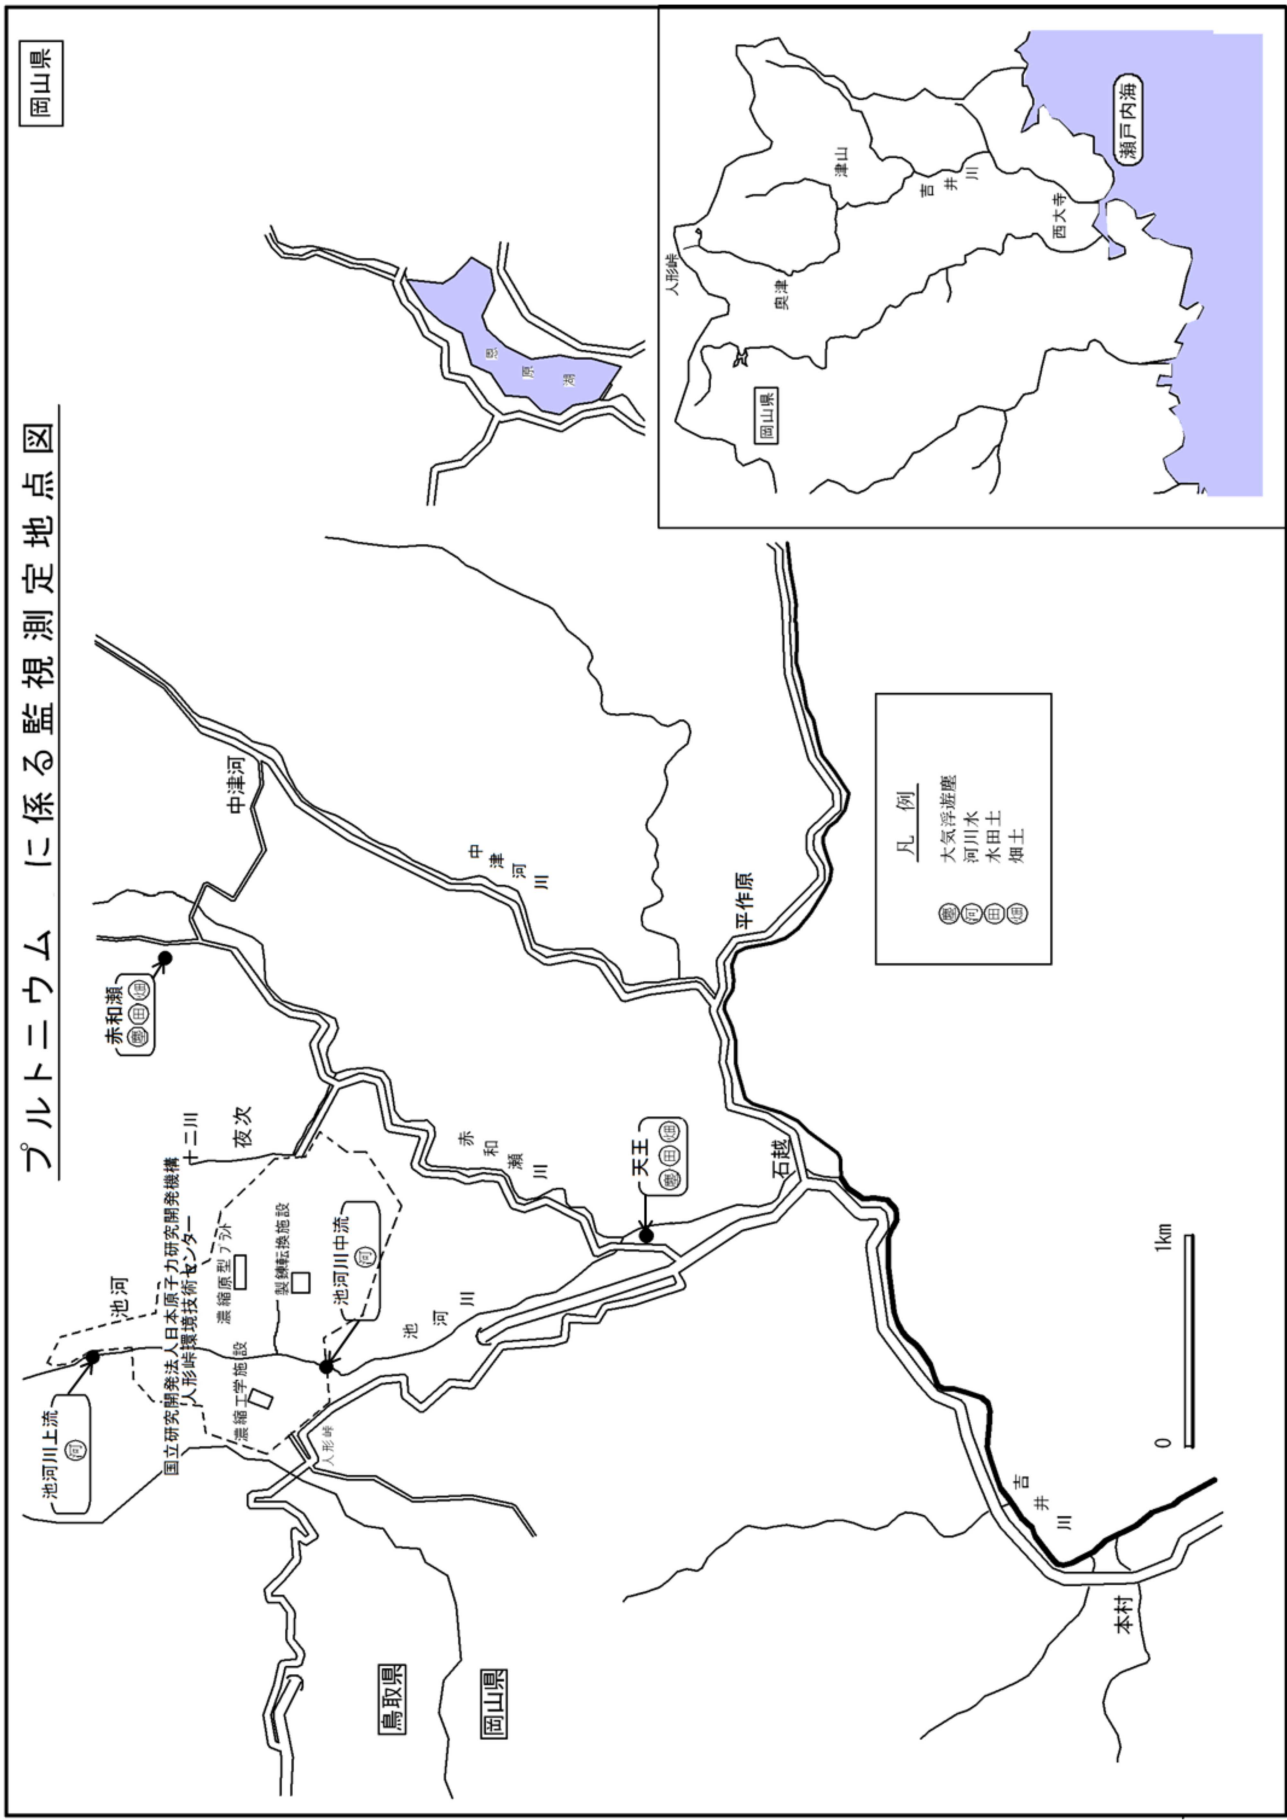 プルトニウム に係る監視測定地点図
岡山県
池河川上流
河
池河
国立研究開発法人日本原子力研究開発機構
人形峠環境技術センター
十二川
夜次
濃縮工学施設
濃縮原型プラント
製錬転換施設
池河川中流
河
人形峠
池河川
赤和瀬
塵 田 畑
中津河
中津河川
赤和瀬川
天王
塵 田 畑
石越
平作原
恩原湖
鳥取県
岡山県
吉井川
本村
0 1km
凡 例
塵 大気浮遊塵
河 河川水
田 水田土
畑 畑土
人形峠
奥津
津山
吉井川
西大寺
岡山県
瀬戸内海